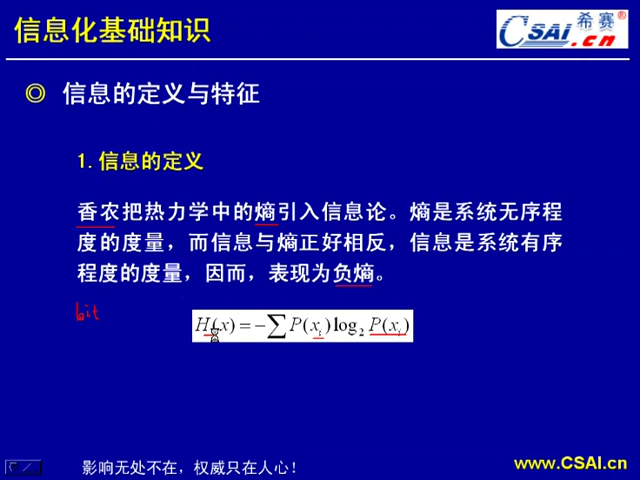 信息化基础知识
CSAI 希赛®
.cn
◎ 信息的定义与特征
1.信息的定义
香农把热力学中的熵引入信息论。熵是系统无序程
度的度量，而信息与熵正好相反，信息是系统有序
程度的度量，因而，表现为负熵。
bit
H(x) = −∑ P(xᵢ) log₂ P(xᵢ)
影响无处不在，权威只在人心！
www.CSAI.cn